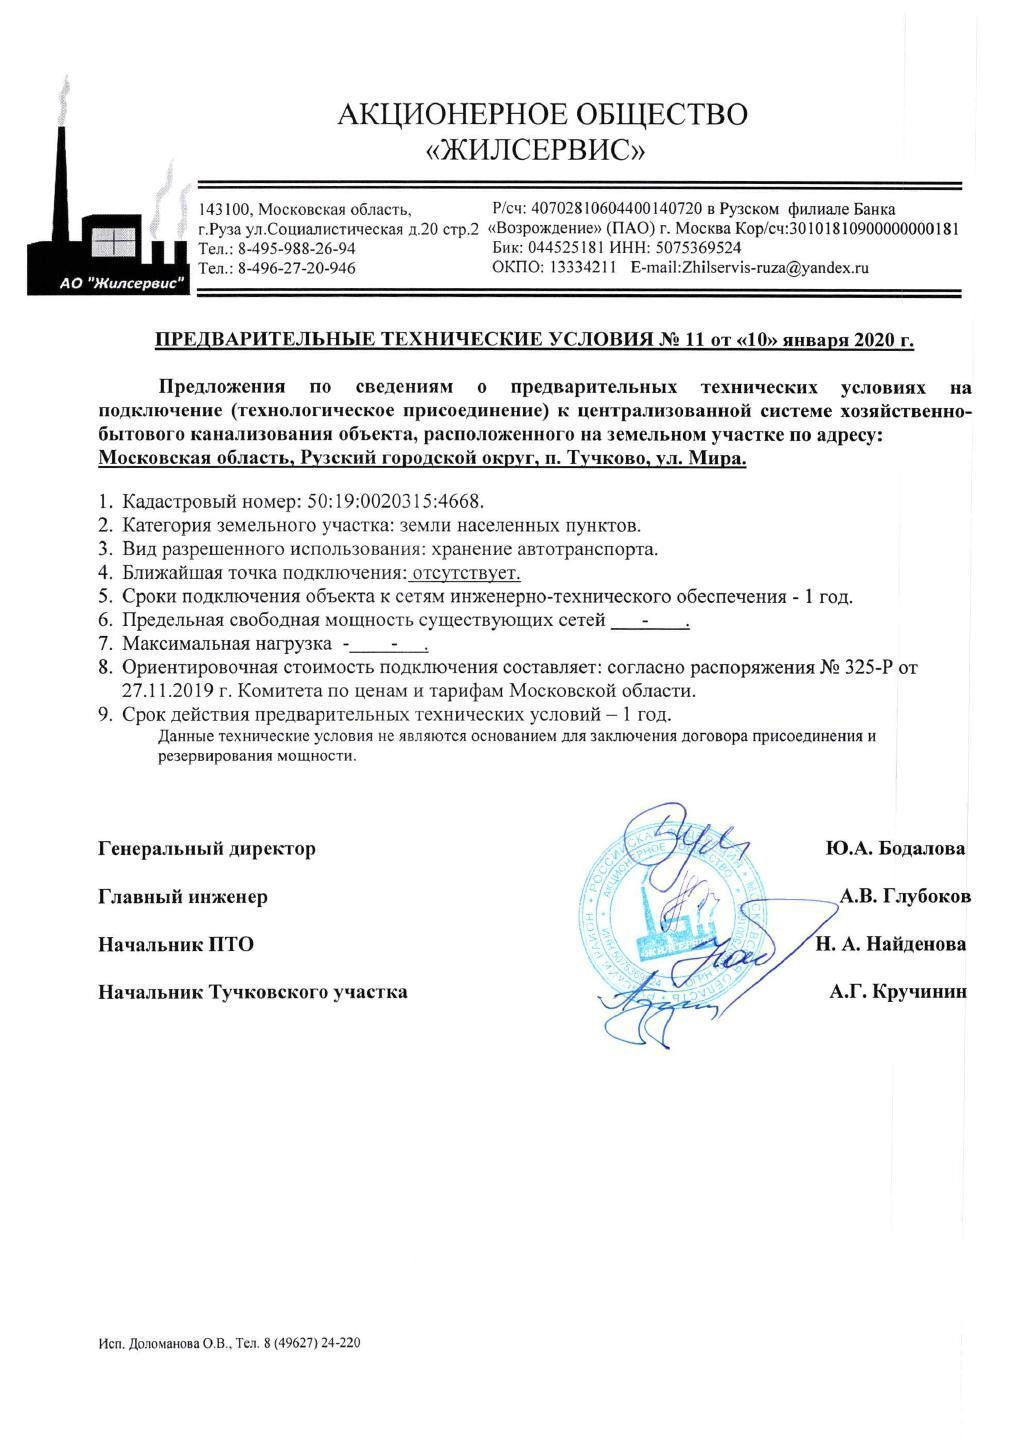 АКЦИОНЕРНОЕ ОБЩЕСТВО
«ЖИЛСЕРВИС»
АО "Жилсервис"
143100, Московская область,
г.Руза ул.Социалистическая д.20 стр.2
Тел.: 8-495-988-26-94
Тел.: 8-496-27-20-946
Р/сч: 40702810604400140720 в Рузском филиале Банка
«Возрождение» (ПАО) г. Москва Кор/сч:30101810900000000181
Бик: 044525181 ИНН: 5075369524
ОКПО: 13334211 E-mail:Zhilservis-ruza@yandex.ru
ПРЕДВАРИТЕЛЬНЫЕ ТЕХНИЧЕСКИЕ УСЛОВИЯ № 11 от «10» января 2020 г.
Предложения по сведениям о предварительных технических условиях на
подключение (технологическое присоединение) к централизованной системе хозяйственно-
бытового канализования объекта, расположенного на земельном участке по адресу:
Московская область, Рузский городской округ, п. Тучково, ул. Мира.
1. Кадастровый номер: 50:19:0020315:4668.
2. Категория земельного участка: земли населенных пунктов.
3. Вид разрешенного использования: хранение автотранспорта.
4. Ближайшая точка подключения: отсутствует.
5. Сроки подключения объекта к сетям инженерно-технического обеспечения - 1 год.
6. Предельная свободная мощность существующих сетей ___-____.
7. Максимальная нагрузка -____-___.
8. Ориентировочная стоимость подключения составляет: согласно распоряжения № 325-Р от
27.11.2019 г. Комитета по ценам и тарифам Московской области.
9. Срок действия предварительных технических условий – 1 год.
Данные технические условия не являются основанием для заключения договора присоединения и
резервирования мощности.
Генеральный директор Ю.А. Бодалова
Главный инженер А.В. Глубоков
Начальник ПТО Н. А. Найденова
Начальник Тучковского участка А.Г. Кручинин
РОССИЙСКАЯ ФЕДЕРАЦИЯ
АКЦИОНЕРНОЕ ОБЩЕСТВО
ЖИЛСЕРВИС
Исп. Доломанова О.В., Тел. 8 (49627) 24-220